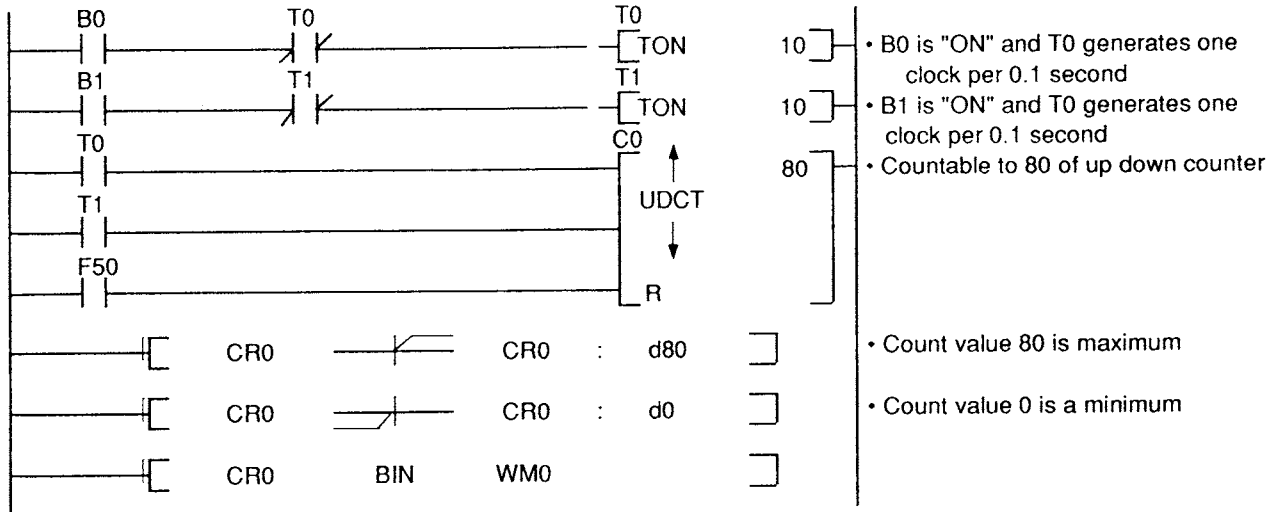 B0 T0 T0
TON 10 • B0 is "ON" and T0 generates one
clock per 0.1 second
B1 T1 T1
TON 10 • B1 is "ON" and T0 generates one
clock per 0.1 second
T0 C0
80 • Countable to 80 of up down counter
T1 UDCT
F50
R
CR0 CR0 : d80 • Count value 80 is maximum
CR0 CR0 : d0 • Count value 0 is a minimum
CR0 BIN WM0